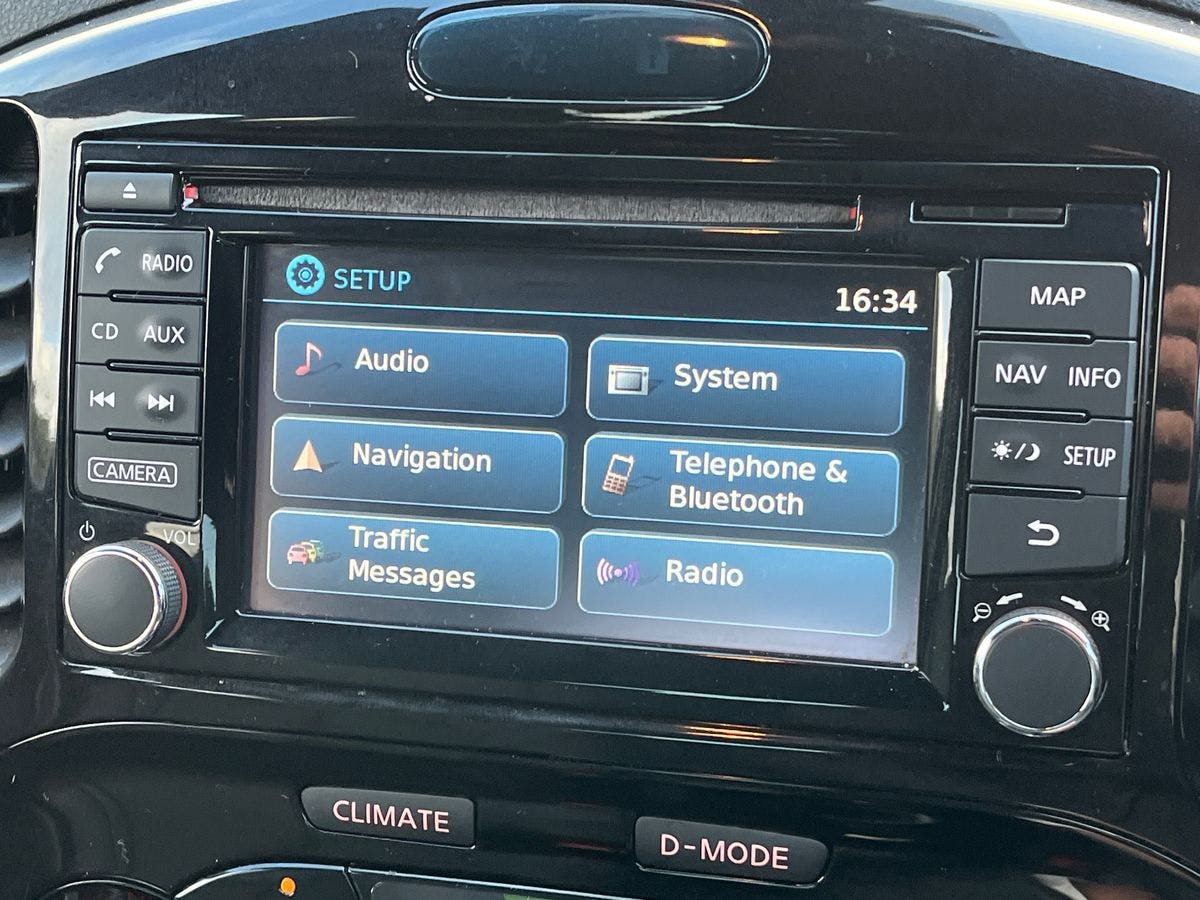 RADIO
CD AUX
CAMERA
VOL
SETUP
16:34
Audio
System
Navigation
Telephone &
Bluetooth
Traffic
Messages
Radio
MAP
NAV INFO
SETUP
CLIMATE
D-MODE